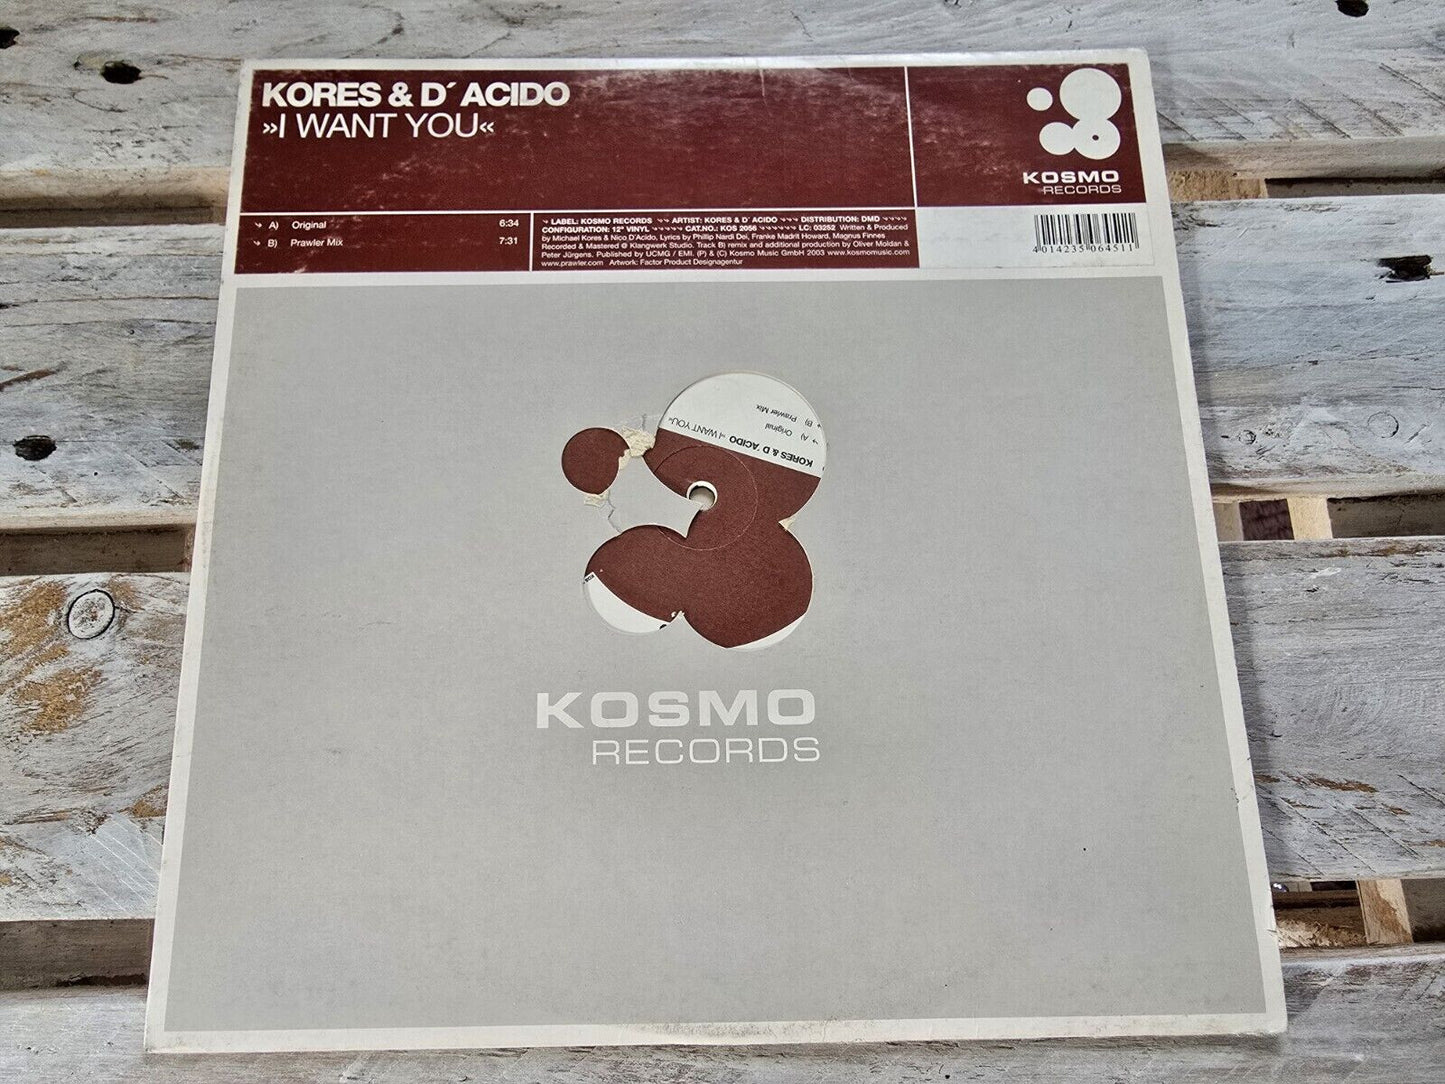 KORES & D´ ACIDO
»I WANT YOU«
KOSMO
RECORDS
A) Original 6:34
B) Prawler Mix 7:31
LABEL: KOSMO RECORDS ARTIST: KORES & D´ ACIDO DISTRIBUTION: DMD
CONFIGURATION: 12" VINYL CAT.NO.: KOS 2056 LC: 03252 Written & Produced
by Michael Kores & Nico D´Acido, Lyrics by Phillip Nardi Dei, Franke Madrit Howard, Magnus Finnes
Recorded & Mastered @ Klangwerk Studio. Track B) remix and additional production by Oliver Moldan &
Peter Jürgens. Published by UCMG / EMI. (P) & (C) Kosmo Music GmbH 2003 www.kosmomusic.com
www.prawler.com Artwork: Factor Product Designagentur
4014235 064511
KORES & D´ ACIDO »I WANT YOU«
A) Original
B) Prawler Mix
KOSMO
RECORDS